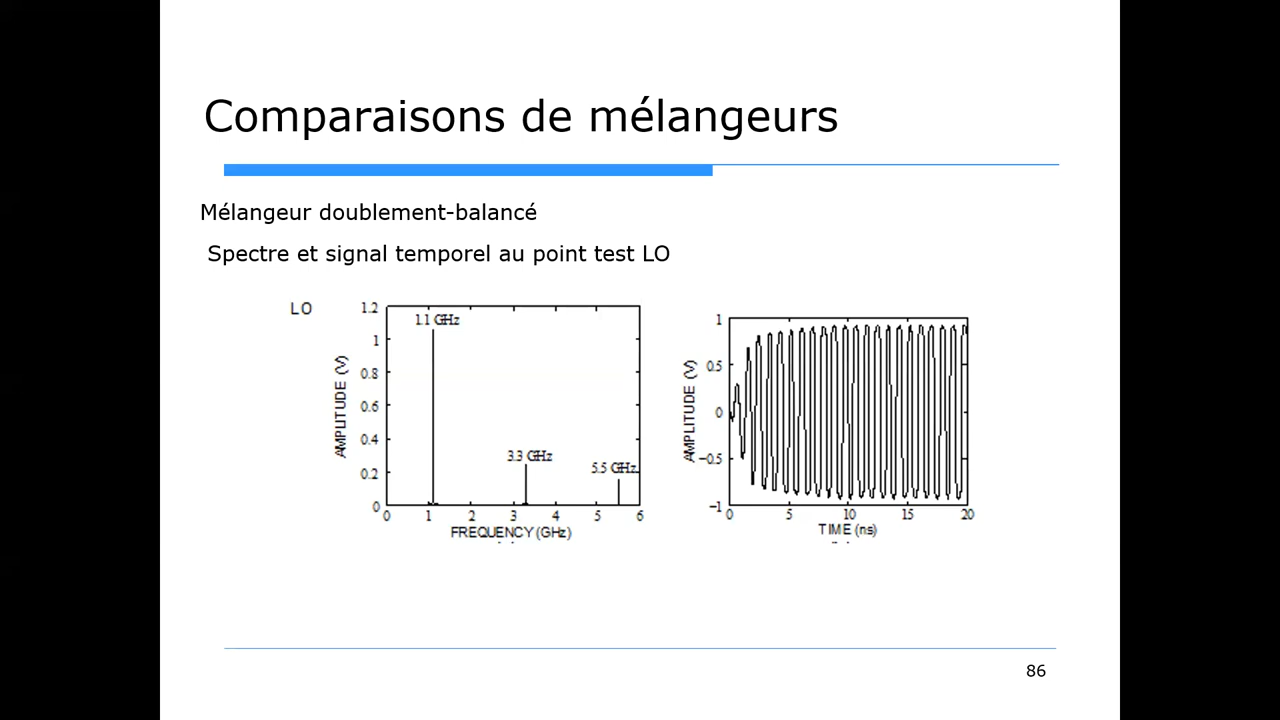 Comparaisons de mélangeurs
Mélangeur doublement-balancé
Spectre et signal temporel au point test LO
LO
AMPLITUDE (V)
1.2
1
0.8
0.6
0.4
0.2
0
1.1 GHz
3.3 GHz
5.5 GHz
0 1 2 3 4 5 6
FREQUENCY (GHz)
AMPLITUDE (V)
1
0.5
0
−0.5
−1
0 5 10 15 20
TIME (ns)
86